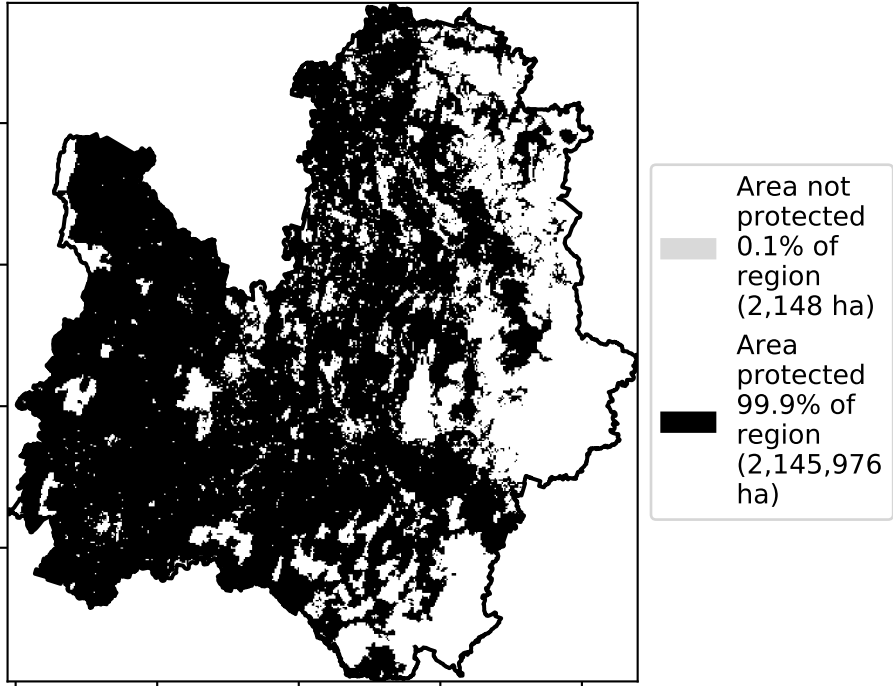 Area not
protected
0.1% of
region
(2,148 ha)
Area
protected
99.9% of
region
(2,145,976
ha)